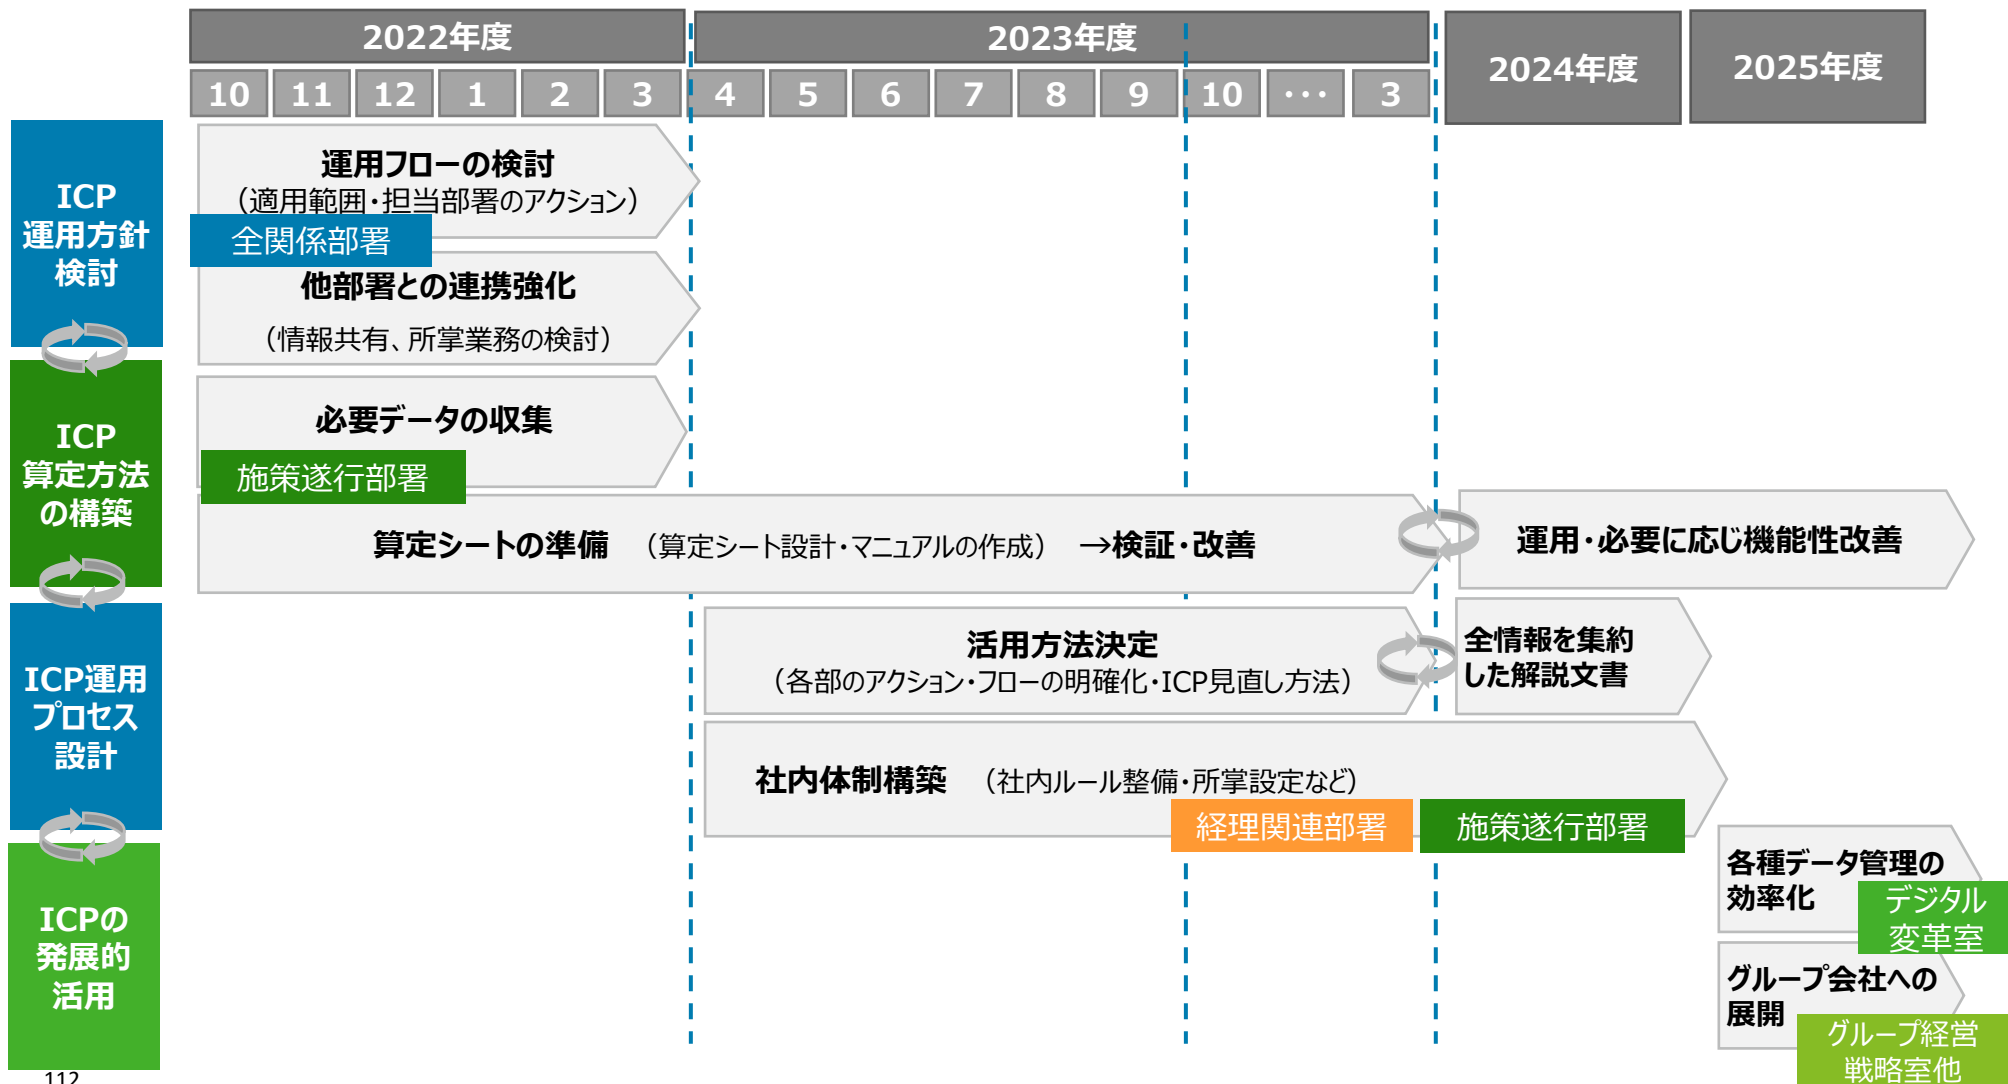 2022年度
2023年度
2024年度
2025年度
10 11 12 1 2 3 4 5 6 7 8 9 10 ・・・ 3
ICP
運用方針
検討
運用フローの検討
（適用範囲・担当部署のアクション）
全関係部署
他部署との連携強化
（情報共有、所掌業務の検討）
ICP
算定方法
の構築
必要データの収集
施策遂行部署
算定シートの準備 （算定シート設計・マニュアルの作成） →検証・改善
運用・必要に応じ機能性改善
ICP運用
プロセス
設計
活用方法決定
（各部のアクション・フローの明確化・ICP見直し方法）
全情報を集約
した解説文書
社内体制構築 （社内ルール整備・所掌設定など）
経理関連部署
施策遂行部署
ICPの
発展的
活用
各種データ管理の
効率化
デジタル
変革室
グループ会社への
展開
グループ経営
戦略室他
112